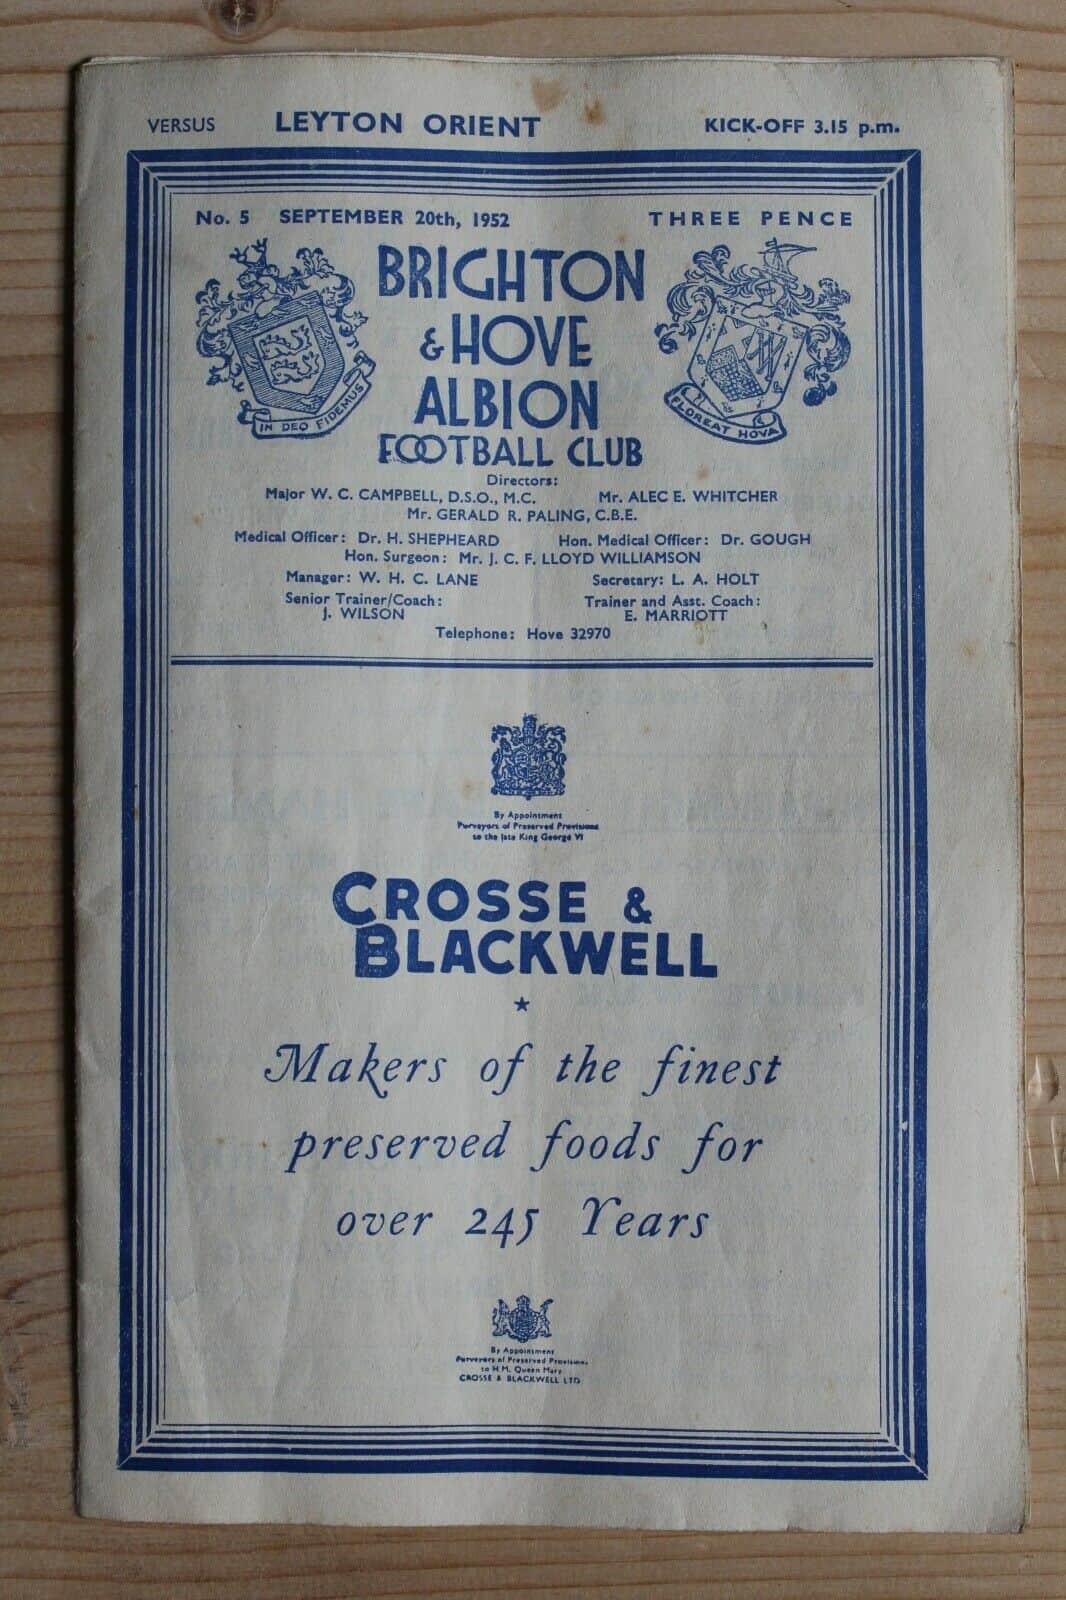 VERSUS LEYTON ORIENT KICK-OFF 3.15 p.m.
No. 5 SEPTEMBER 20th, 1952 THREE PENCE
BRIGHTON
& HOVE
ALBION
FOOTBALL CLUB
IN DEO FIDEMUS
FLOREAT HOVA
Directors:
Major W. C. CAMPBELL, D.S.O., M.C. Mr. ALEC E. WHITCHER
Mr. GERALD R. PALING, C.B.E.
Medical Officer: Dr. H. SHEPHEARD Hon. Medical Officer: Dr. GOUGH
Hon. Surgeon: Mr. J. C. F. LLOYD WILLIAMSON
Manager: W. H. C. LANE Secretary: L. A. HOLT
Senior Trainer/Coach: Trainer and Asst. Coach:
J. WILSON E. MARRIOTT
Telephone: Hove 32970
By Appointment
Purveyors of Preserved Provisions
to the late King George VI
CROSSE &
BLACKWELL
Makers of the finest
preserved foods for
over 245 Years
By Appointment
Purveyors of Preserved Provisions
to H.M. Queen Mary
CROSSE & BLACKWELL LTD